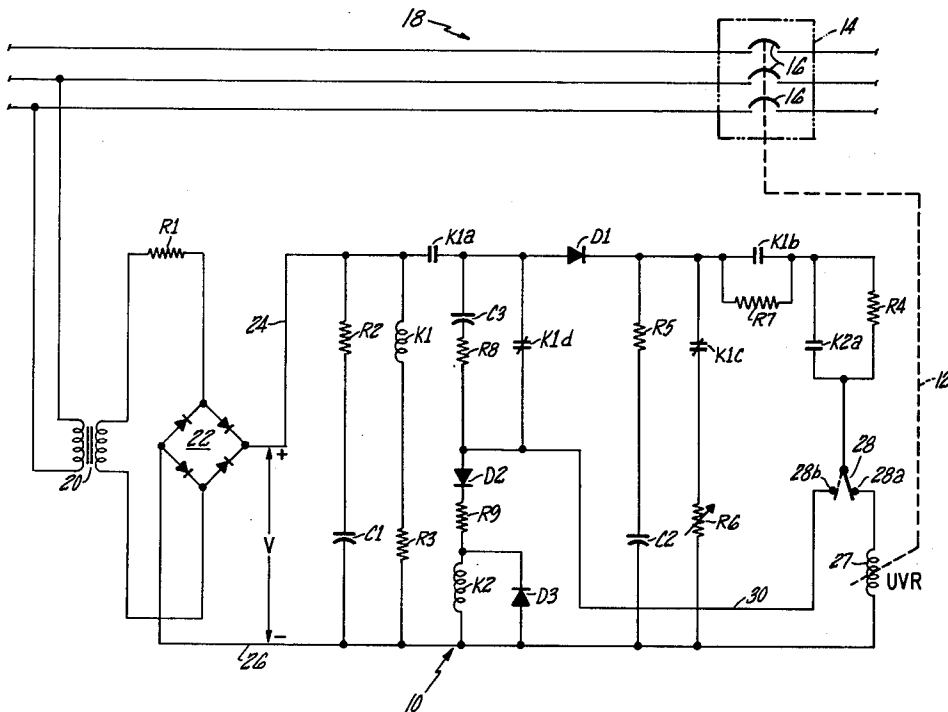 18
14
16
16
R1
K1a
D1
K1b
24
R2
K1
C3
R8
K1d
R5
K1c
R7
K2a
R4
12
20
22
+
V
-
28b
28
28a
D2
R9
C1
R3
K2
D3
C2
R6
27
UVR
30
26
10